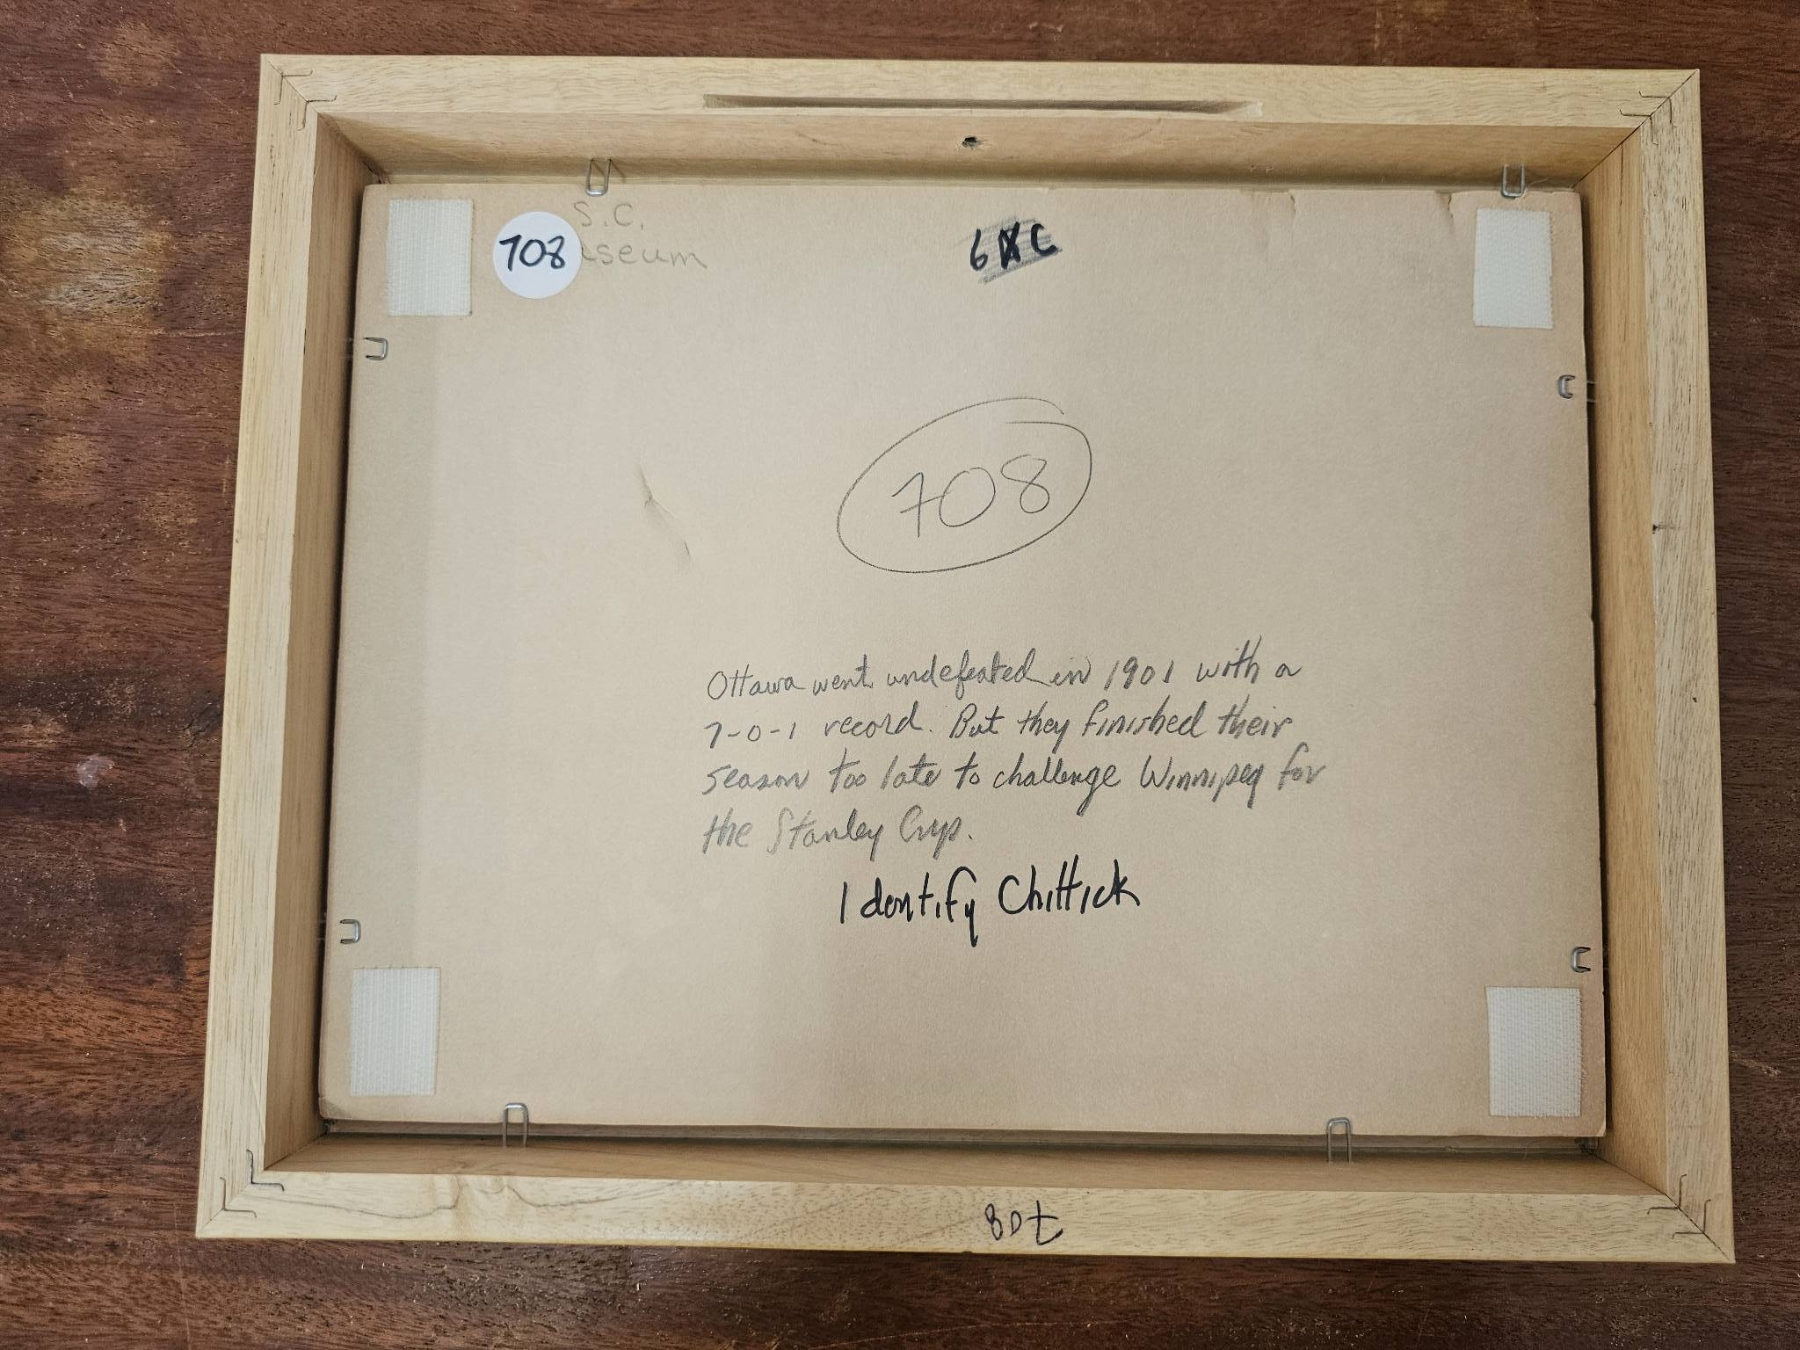 S.C.
708
seum
6 C
708
Ottawa went undefeated in 1901 with a
7-0-1 record. But they finished their
season too late to challenge Winnipeg for
the Stanley Cup.
Identify Chittick
708